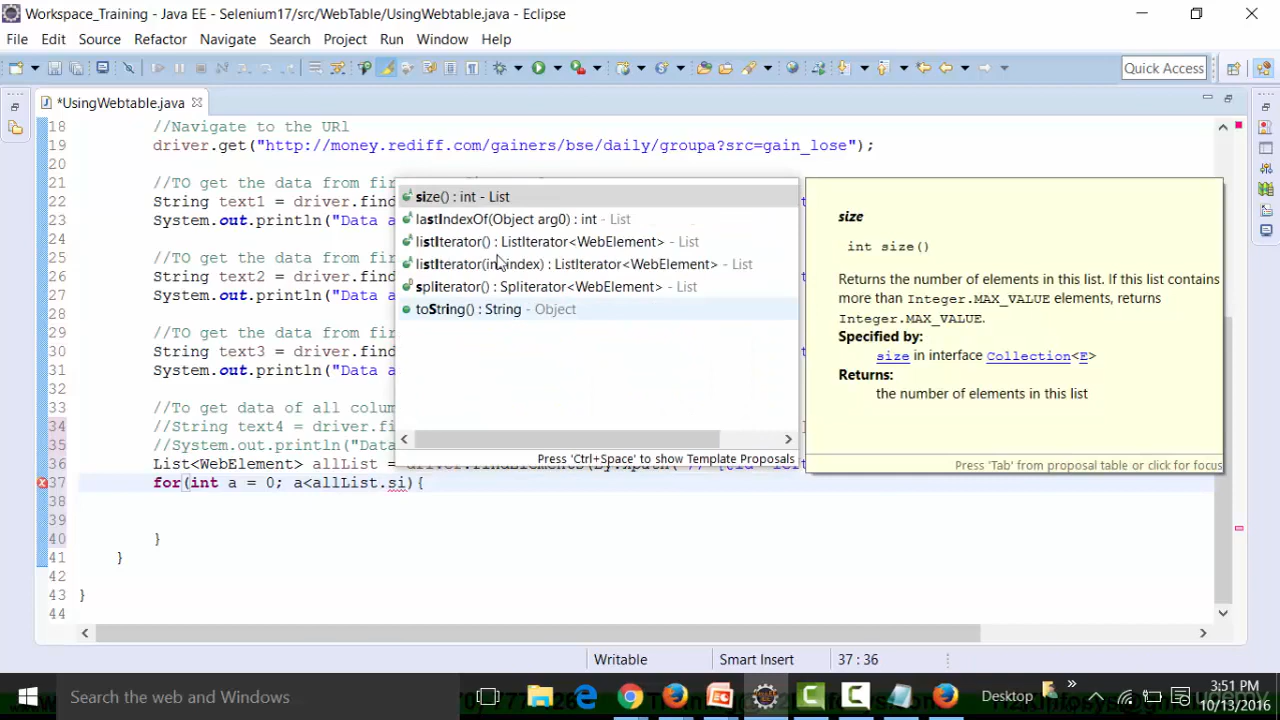 Workspace_Training - Java EE - Selenium17/src/WebTable/UsingWebtable.java - Eclipse
File Edit Source Refactor Navigate Search Project Run Window Help
Quick Access
*UsingWebtable.java
18 //Navigate to the URl
19 driver.get("http://money.rediff.com/gainers/bse/daily/groupa?src=gain_lose");
20
21 //TO get the data from fir
22 String text1 = driver.find
23 System.out.println("Data a
24
25 //TO get the data from fir
26 String text2 = driver.find
27 System.out.println("Data a
28
29 //TO get the data from fir
30 String text3 = driver.find
31 System.out.println("Data a
32
33 //To get data of all colum
34 //String text4 = driver.fi
35 //System.out.println("Data
36 List<WebElement> allList =
37 for(int a = 0; a<allList.si){
38
39
40 }
41 }
42
43 }
44
size() : int - List
lastIndexOf(Object arg0) : int - List
listIterator() : ListIterator<WebElement> - List
listIterator(int index) : ListIterator<WebElement> - List
spliterator() : Spliterator<WebElement> - List
toString() : String - Object
Press 'Ctrl+Space' to show Template Proposals
size
int size()
Returns the number of elements in this list. If this list contains
more than Integer.MAX_VALUE elements, returns
Integer.MAX_VALUE.
Specified by:
size in interface Collection<E>
Returns:
the number of elements in this list
Press 'Tab' from proposal table or click for focus
Writable Smart Insert 37 : 36
Search the web and Windows
Desktop
3:51 PM
10/13/2016